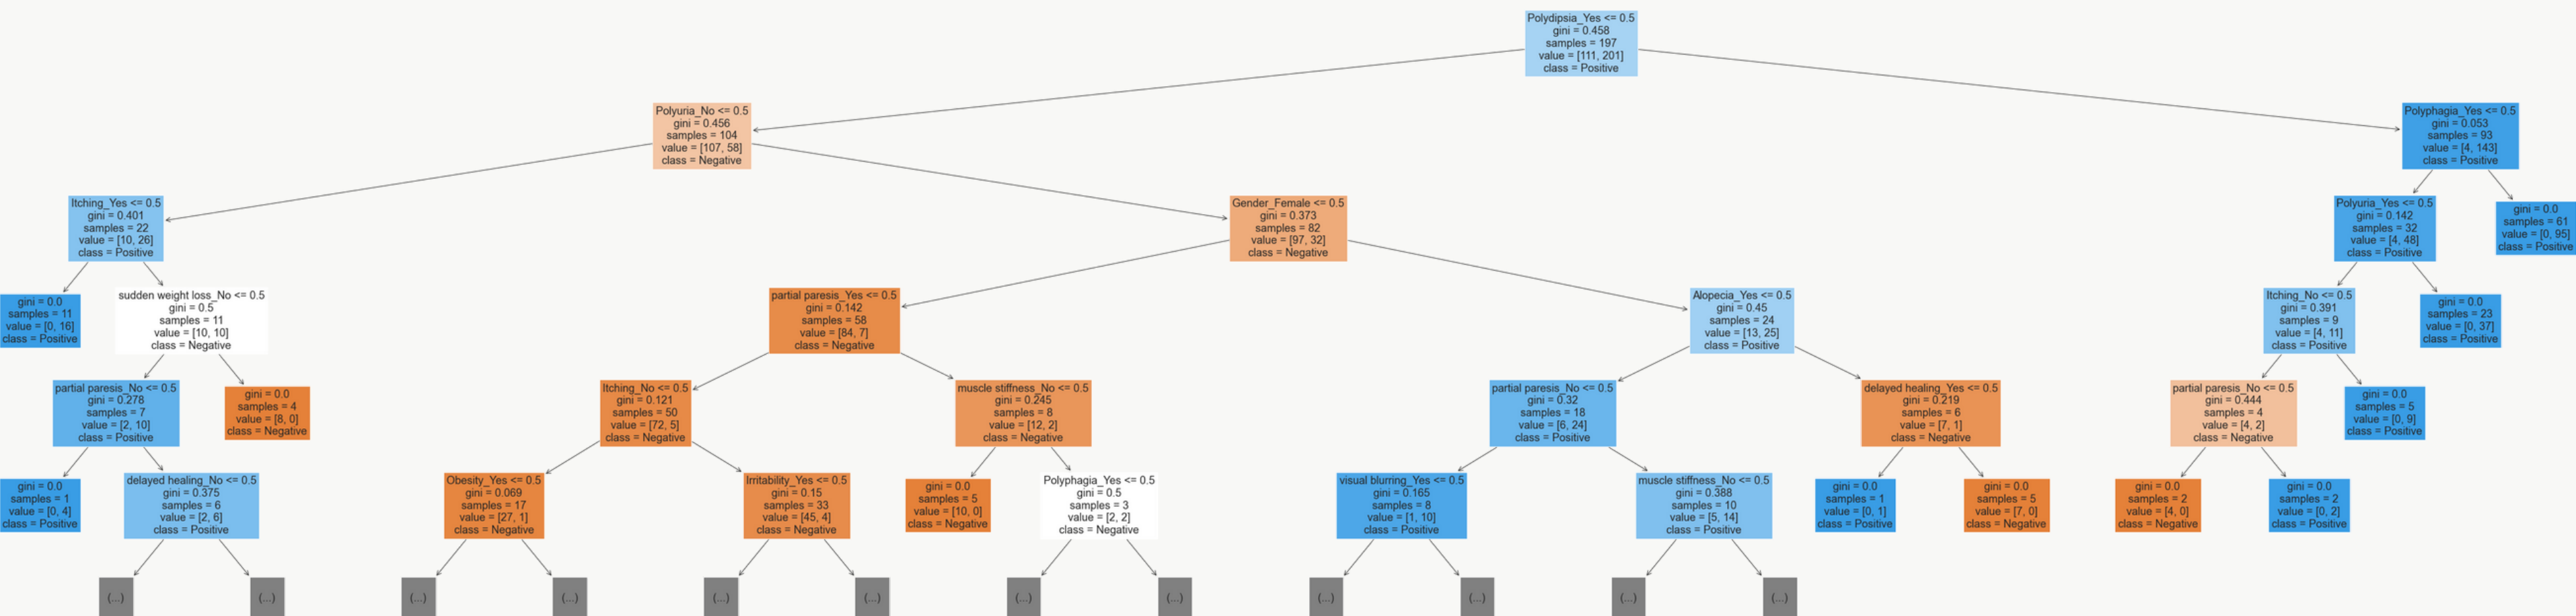 Polydipsia_Yes <= 0.5
gini = 0.458
samples = 197
value = [111, 201]
class = Positive
Polyuria_No <= 0.5
gini = 0.456
samples = 104
value = [107, 58]
class = Negative
Polyphagia_Yes <= 0.5
gini = 0.053
samples = 93
value = [4, 143]
class = Positive
Itching_Yes <= 0.5
gini = 0.401
samples = 22
value = [10, 26]
class = Positive
Gender_Female <= 0.5
gini = 0.373
samples = 82
value = [97, 32]
class = Negative
Polyuria_Yes <= 0.5
gini = 0.142
samples = 32
value = [4, 48]
class = Positive
gini = 0.0
samples = 61
value = [0, 95]
class = Positive
gini = 0.0
samples = 11
value = [0, 16]
class = Positive
sudden weight loss_No <= 0.5
gini = 0.5
samples = 11
value = [10, 10]
class = Negative
partial paresis_Yes <= 0.5
gini = 0.142
samples = 58
value = [84, 7]
class = Negative
Alopecia_Yes <= 0.5
gini = 0.45
samples = 24
value = [13, 25]
class = Positive
Itching_No <= 0.5
gini = 0.391
samples = 9
value = [4, 11]
class = Positive
gini = 0.0
samples = 23
value = [0, 37]
class = Positive
partial paresis_No <= 0.5
gini = 0.278
samples = 7
value = [2, 10]
class = Positive
gini = 0.0
samples = 4
value = [8, 0]
class = Negative
Itching_No <= 0.5
gini = 0.121
samples = 50
value = [72, 5]
class = Negative
muscle stiffness_No <= 0.5
gini = 0.245
samples = 8
value = [12, 2]
class = Negative
partial paresis_No <= 0.5
gini = 0.32
samples = 18
value = [6, 24]
class = Positive
delayed healing_Yes <= 0.5
gini = 0.219
samples = 6
value = [7, 1]
class = Negative
partial paresis_No <= 0.5
gini = 0.444
samples = 4
value = [4, 2]
class = Negative
gini = 0.0
samples = 5
value = [0, 9]
class = Positive
gini = 0.0
samples = 1
value = [0, 4]
class = Positive
delayed healing_No <= 0.5
gini = 0.375
samples = 6
value = [2, 6]
class = Positive
Obesity_Yes <= 0.5
gini = 0.069
samples = 17
value = [27, 1]
class = Negative
Irritability_Yes <= 0.5
gini = 0.15
samples = 33
value = [45, 4]
class = Negative
gini = 0.0
samples = 5
value = [10, 0]
class = Negative
Polyphagia_Yes <= 0.5
gini = 0.5
samples = 3
value = [2, 2]
class = Negative
visual blurring_Yes <= 0.5
gini = 0.165
samples = 8
value = [1, 10]
class = Positive
muscle stiffness_No <= 0.5
gini = 0.388
samples = 10
value = [5, 14]
class = Positive
gini = 0.0
samples = 1
value = [0, 1]
class = Positive
gini = 0.0
samples = 5
value = [7, 0]
class = Negative
gini = 0.0
samples = 2
value = [4, 0]
class = Negative
gini = 0.0
samples = 2
value = [0, 2]
class = Positive
(...)
(...)
(...)
(...)
(...)
(...)
(...)
(...)
(...)
(...)
(...)
(...)